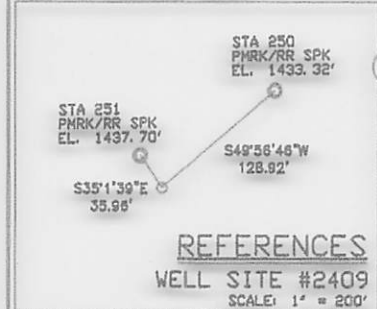 STA 250
PMRK/RR SPK
EL. 1433.32'
STA 251
PMRK/RR SPK
EL. 1437.70'
S49°56'46"W
128.92'
S35°1'39"E
35.96'
REFERENCES
WELL SITE #2409
SCALE: 1" = 200'